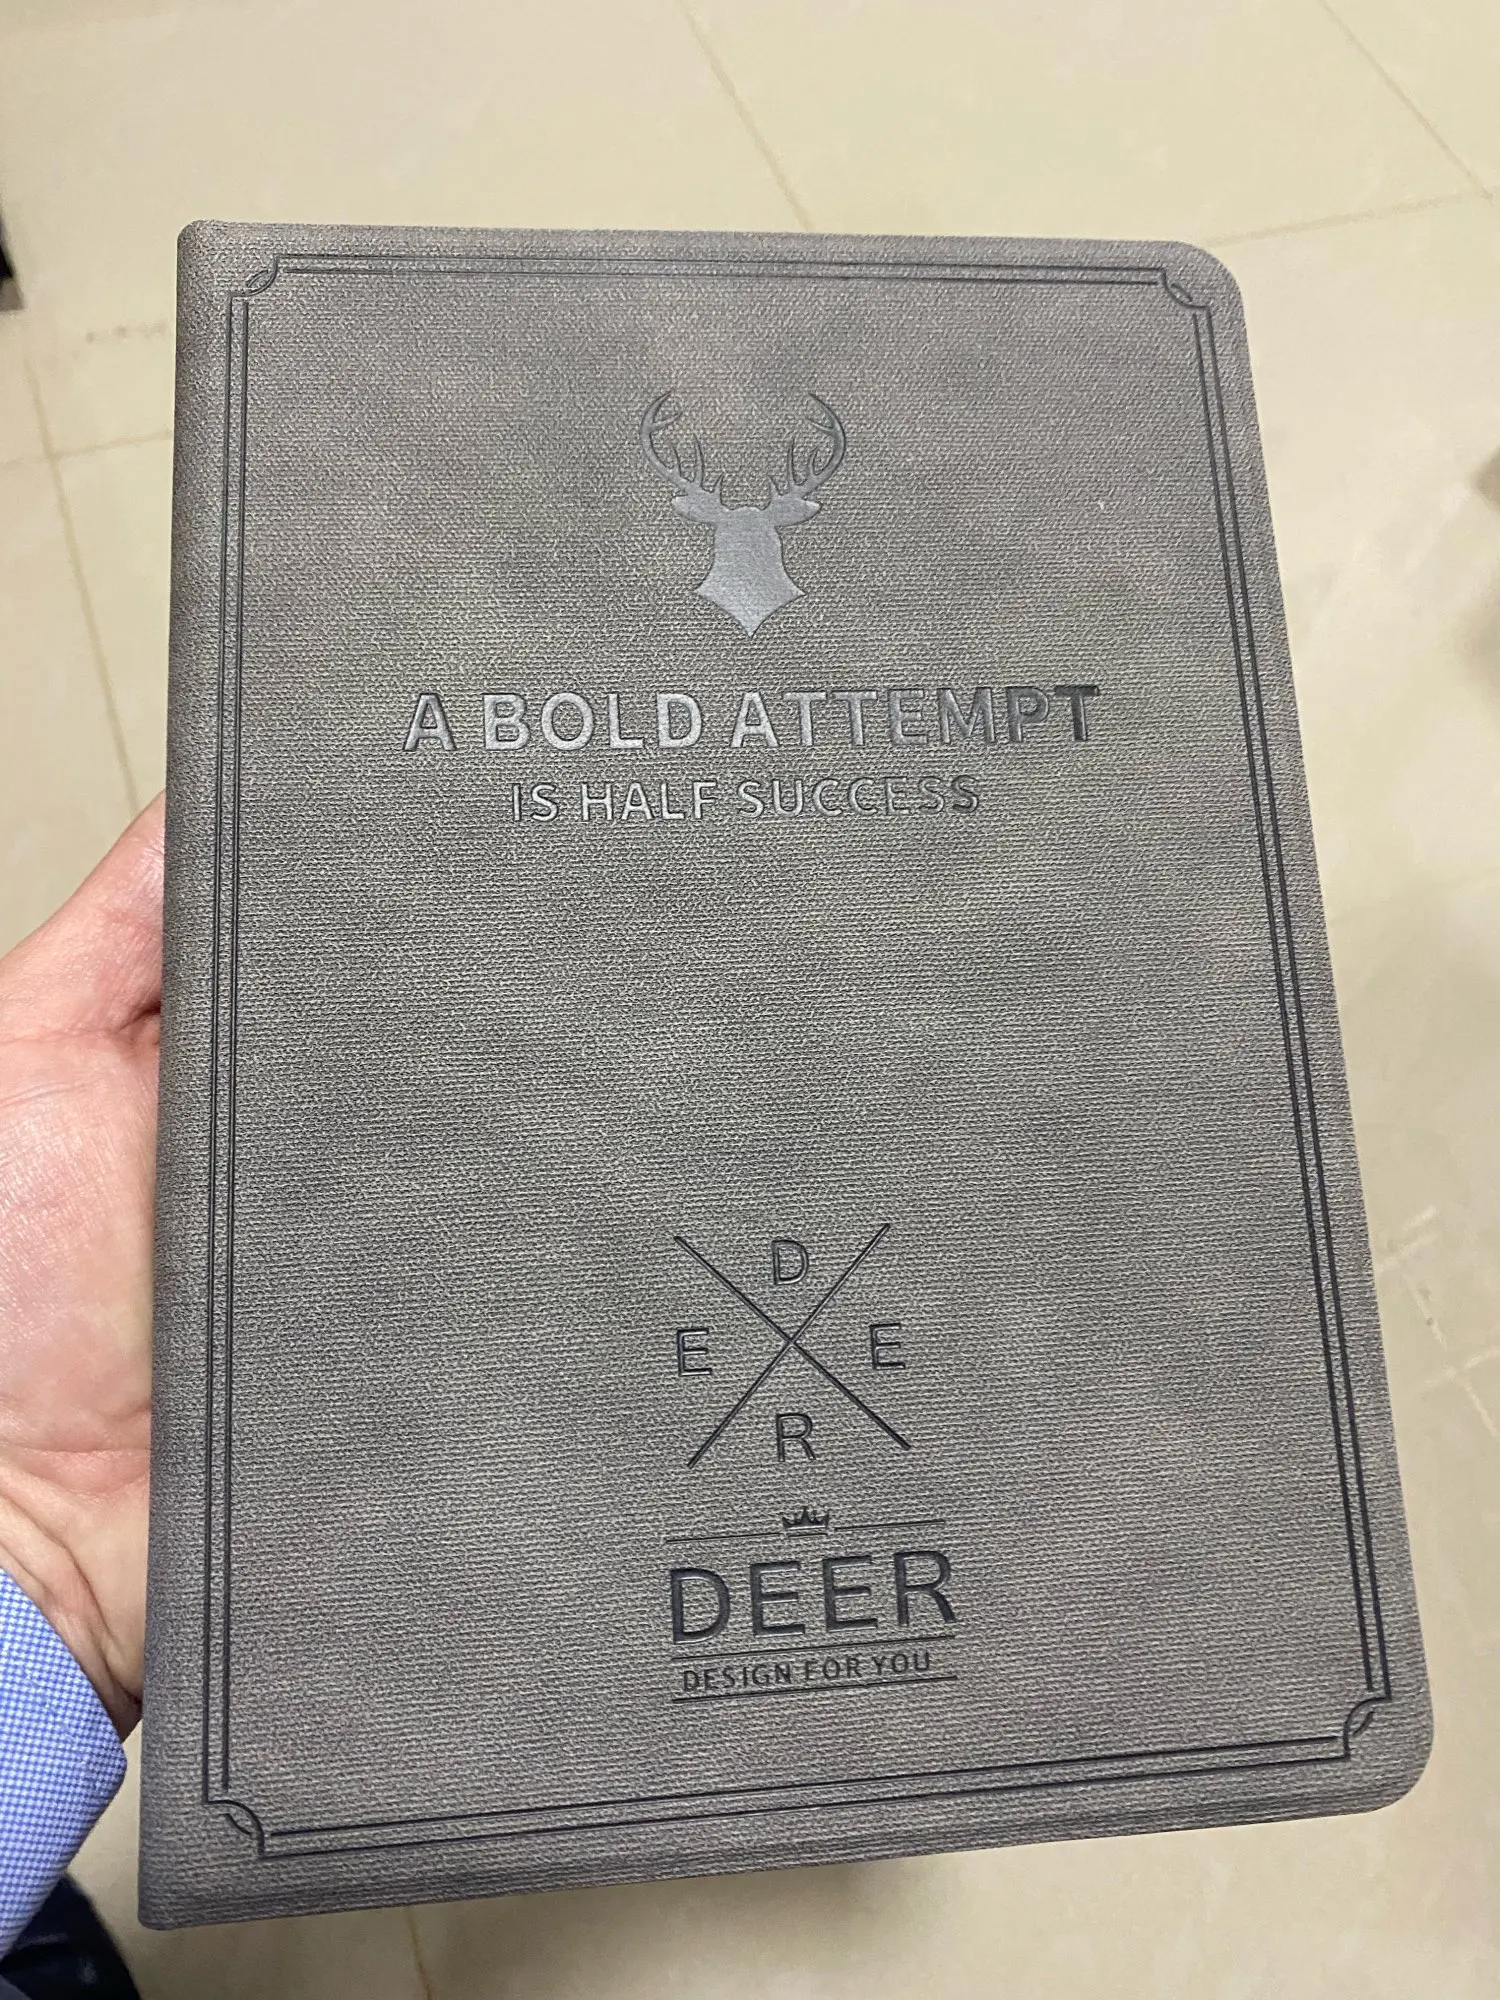 A BOLD ATTEMPT
IS HALF SUCCESS
D
E E
R
DEER
DESIGN FOR YOU